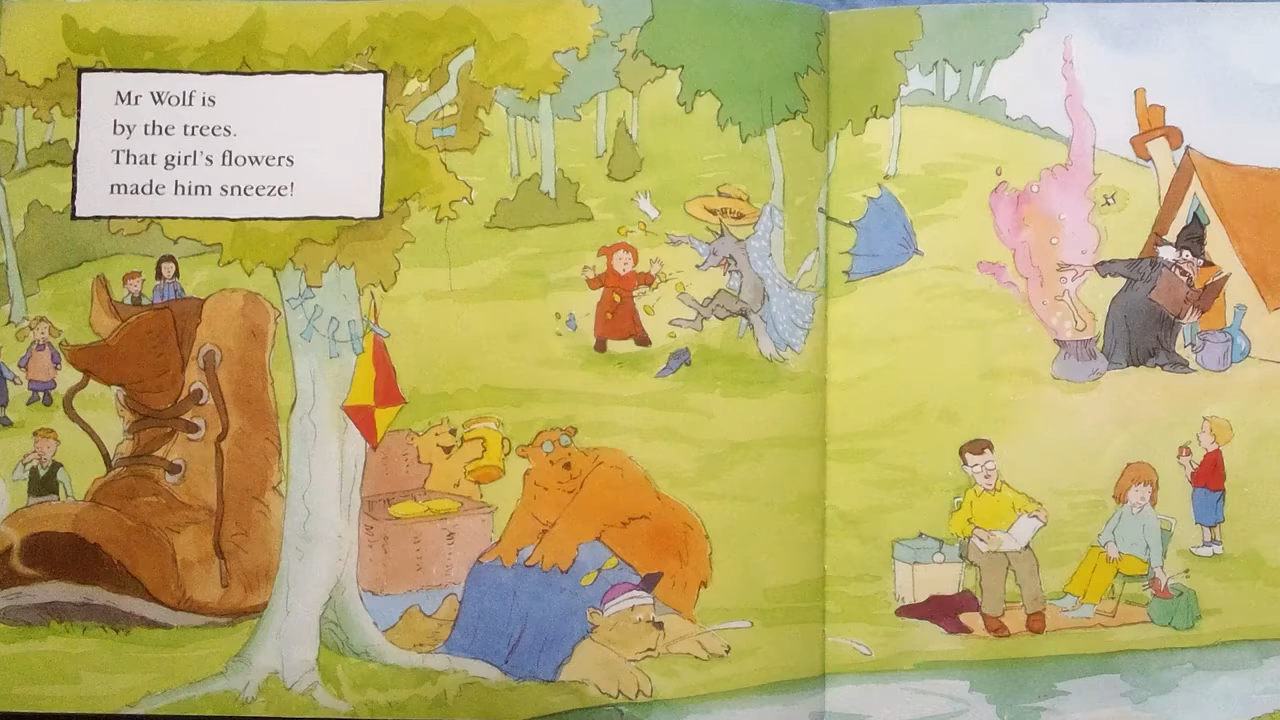 Mr Wolf is
by the trees.
That girl's flowers
made him sneeze!